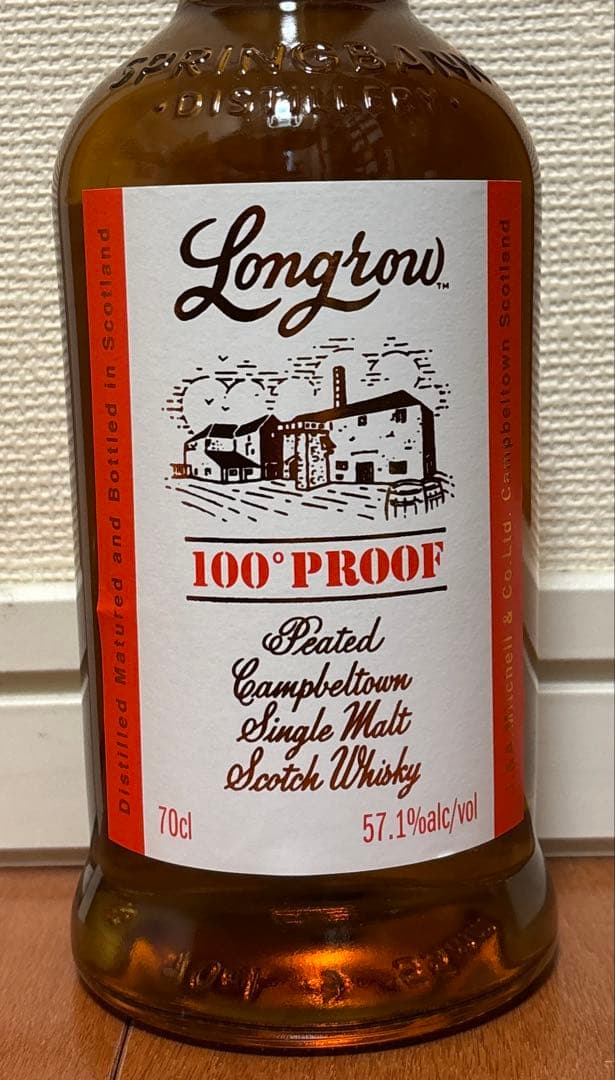 SPRINGBANK
·DISTILLERY·
Longrow™
100° PROOF
Peated
Campbeltown
Single Malt
Scotch Whisky
70cl
57.1%alc/vol
Distilled Matured and Bottled in Scotland
J.&A. Mitchell & Co.Ltd. Campbeltown Scotland